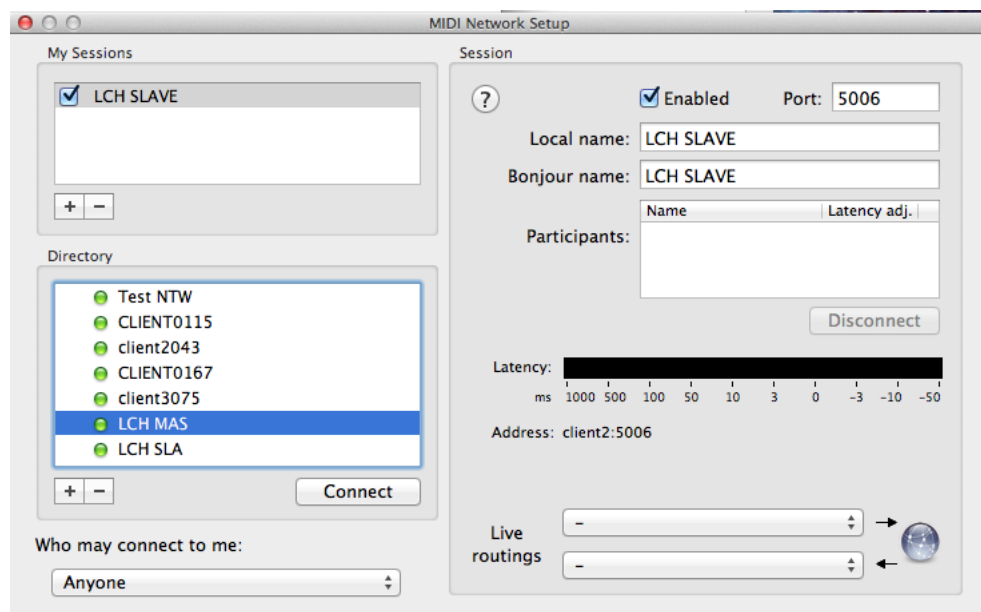 MIDI Network Setup
My Sessions
LCH SLAVE
+ −
Directory
Test NTW
CLIENT0115
client2043
CLIENT0167
client3075
LCH MAS
LCH SLA
+ −
Connect
Who may connect to me:
Anyone
Session
?
Enabled
Port: 5006
Local name: LCH SLAVE
Bonjour name: LCH SLAVE
Participants:
Name Latency adj.
Disconnect
Latency:
ms 1000 500 100 50 10 3 0 -3 -10 -50
Address: client2:5006
Live
routings
-
-